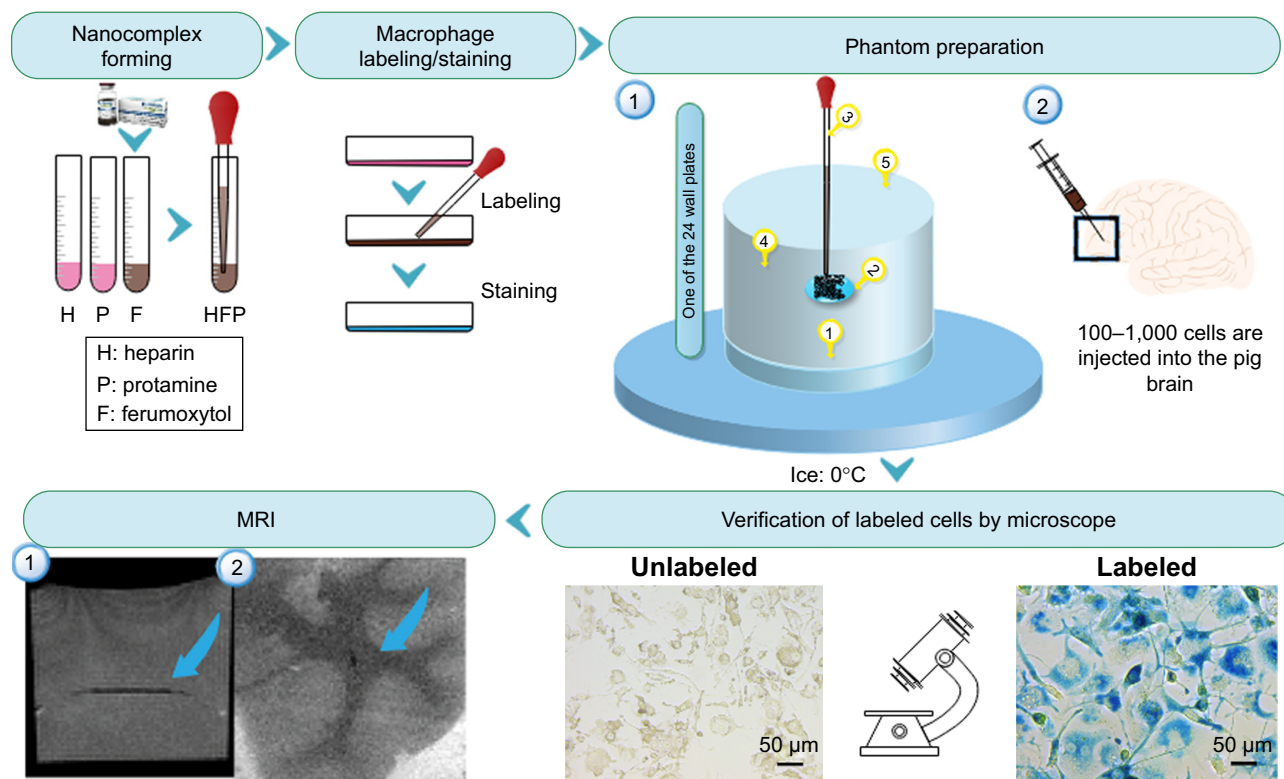 Nanocomplex
forming
Macrophage
labeling/staining
Phantom preparation
1
2
3
5
4
2
1
One of the 24 wall plates
Labeling
Staining
H P F HFP
H: heparin
P: protamine
F: ferumoxytol
100–1,000 cells are
injected into the pig
brain
Ice: 0°C
MRI
Verification of labeled cells by microscope
1
2
Unlabeled
Labeled
50 µm
50 µm